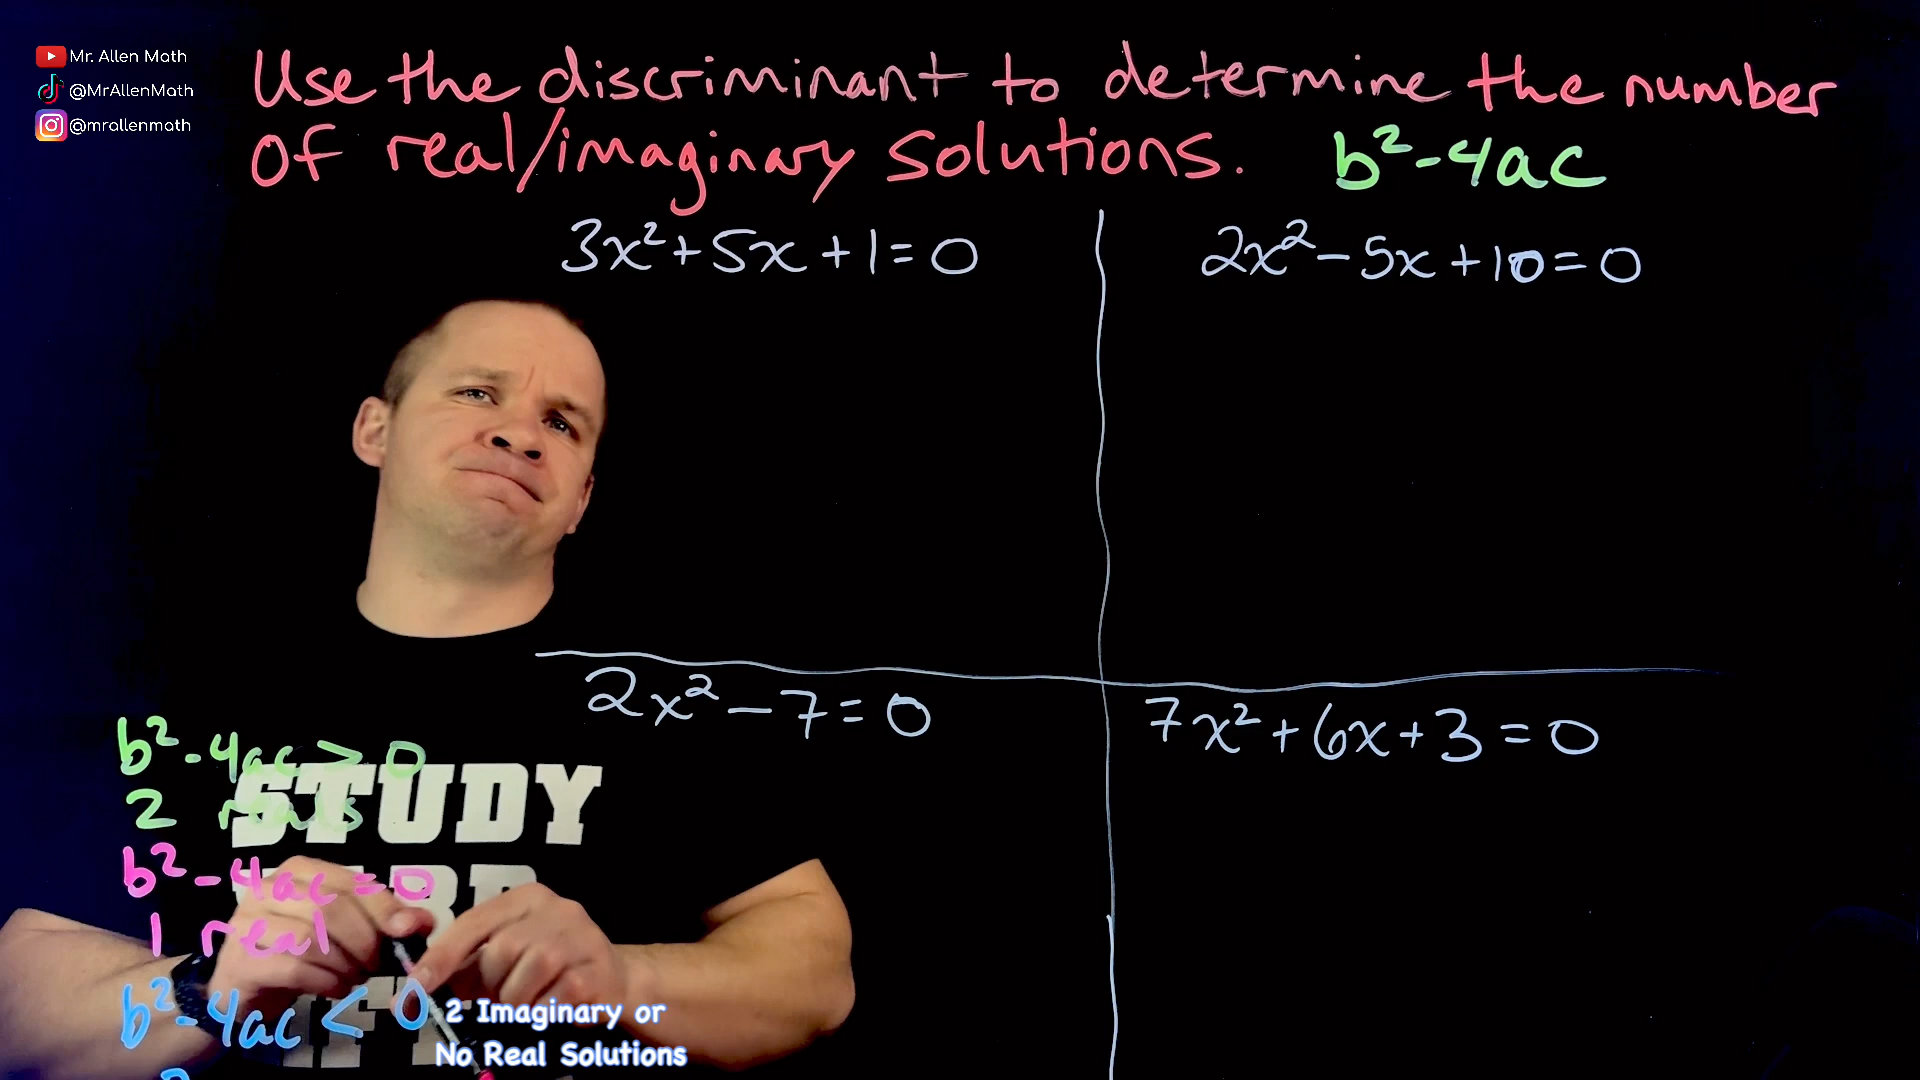 Mr. Allen Math
@MrAllenMath
@mrallenmath
Use the discriminant to determine the number
of real/imaginary solutions. b²-4ac
3x²+5x+1=0
2x²-5x+10=0
2x²-7=0
7x²+6x+3=0
b²-4ac>0
2 reals
b²-4ac=0
1 real
b²-4ac<0
2 Imaginary or
No Real Solutions
STUDY